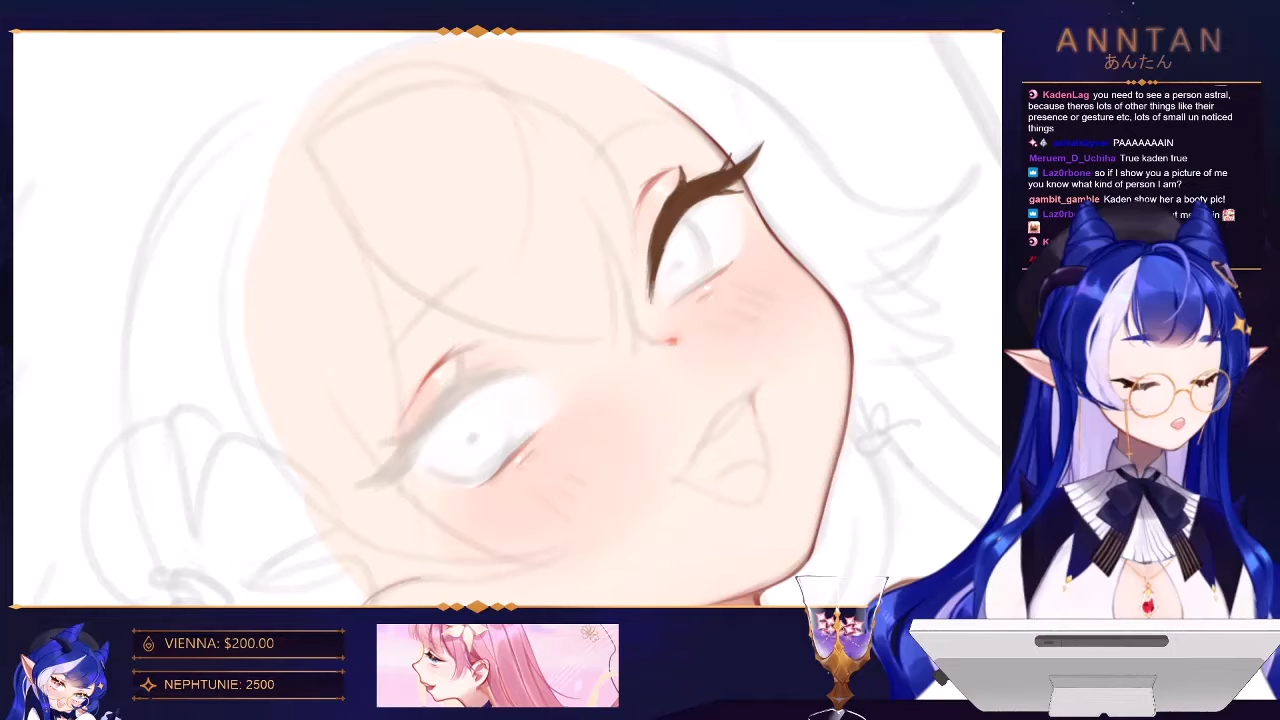 ANNTAN
あんたん
KadenLag you need to see a person astral,
because theres lots of other things like their
presence or gesture etc, lots of small un noticed
things
PAAAAAAIN
Meruem_D_Uchiha True kaden true
Laz0rbone so if I show you a picture of me
you know what kind of person I am?
gambit_gamble Kaden show her a booty pic!
VIENNA: $200.00
NEPHTUNIE: 2500